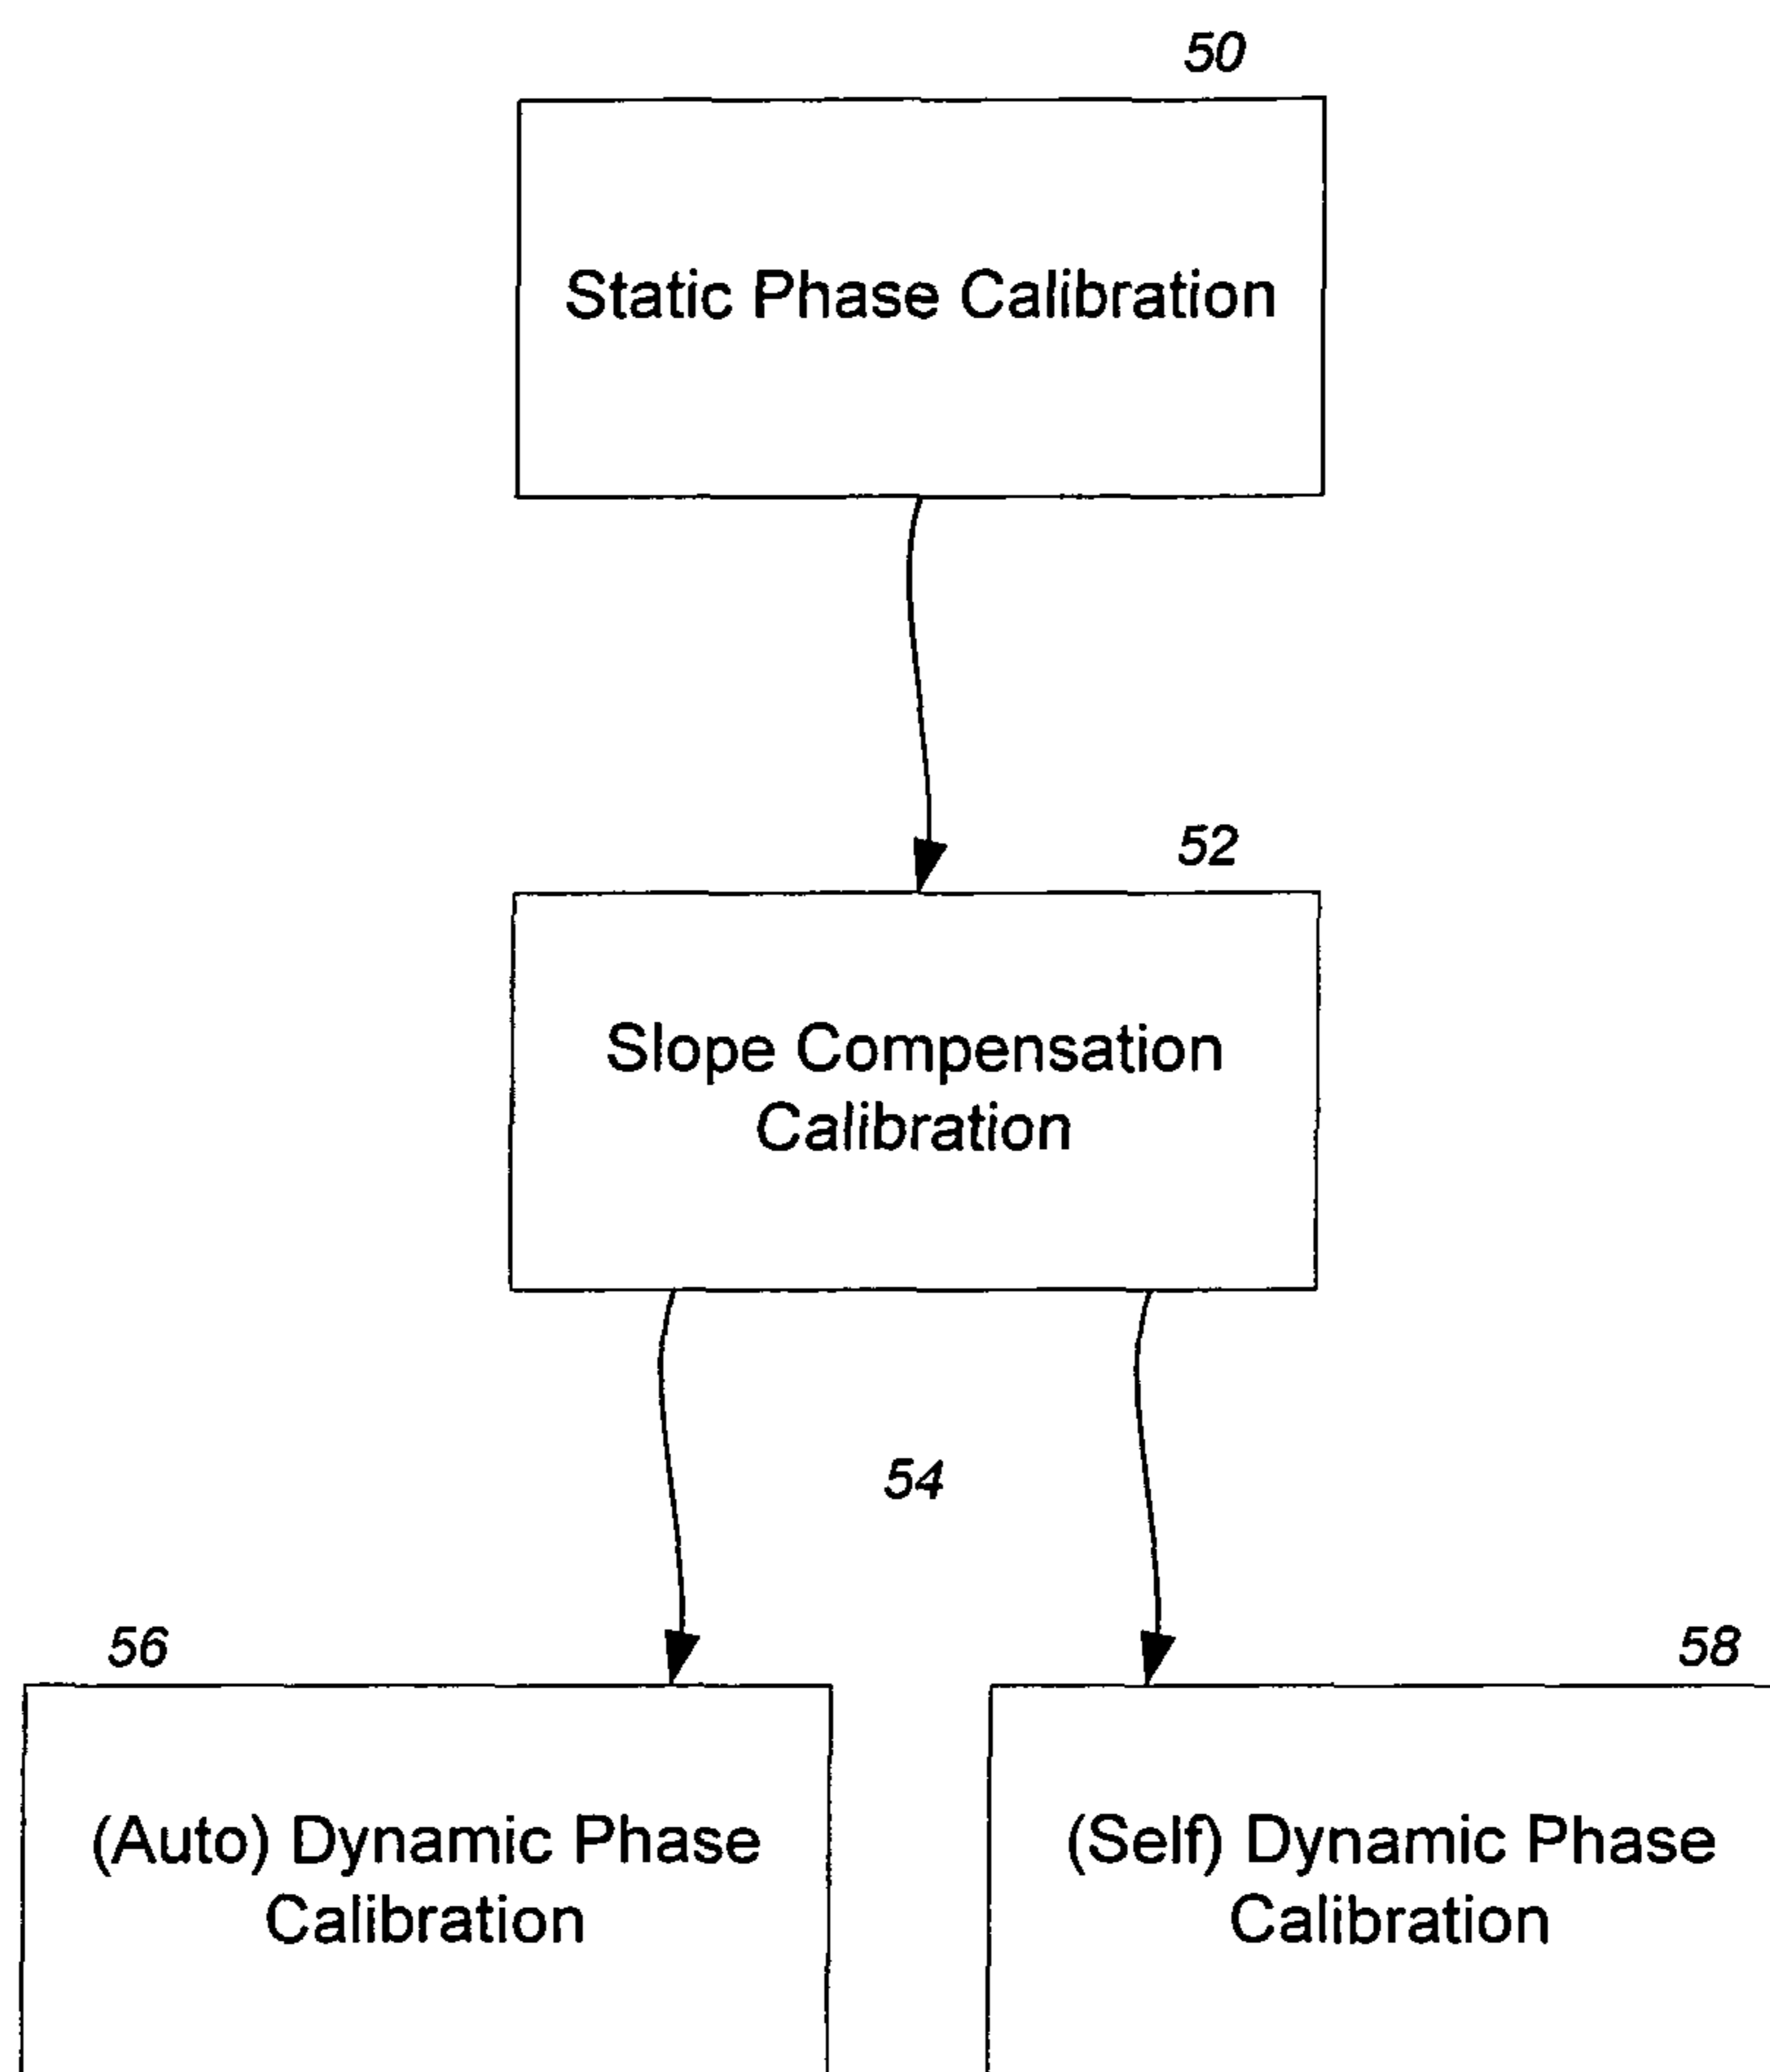 50
Static Phase Calibration
52
Slope Compensation
Calibration
54
56
58
(Auto) Dynamic Phase
Calibration
(Self) Dynamic Phase
Calibration